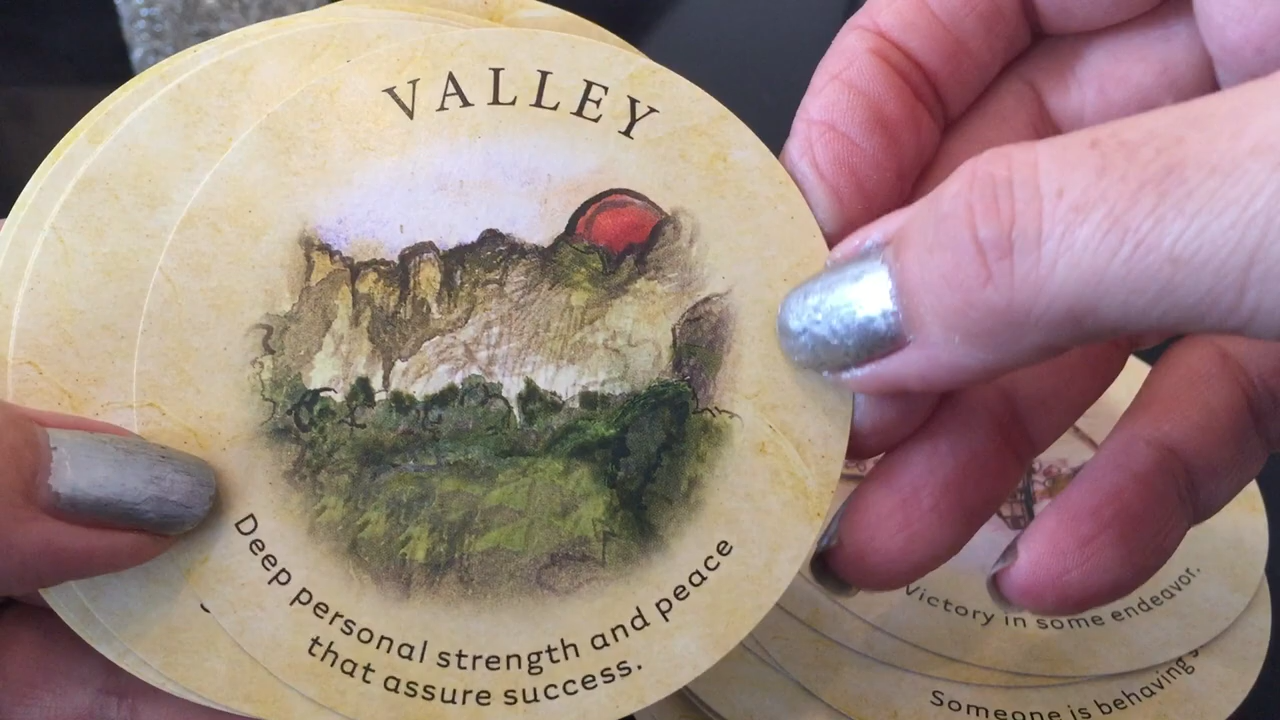 VALLEY
Deep personal strength and peace
that assure success.
Victory in some endeavor.
Someone is behaving